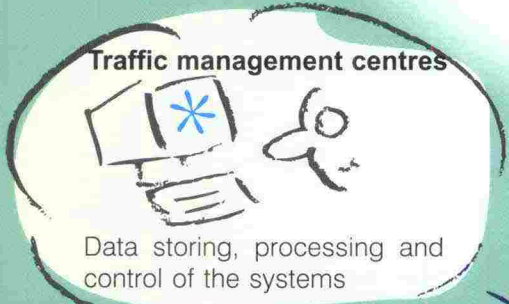 Traffic management centres
Data storing, processing and
control of the systems